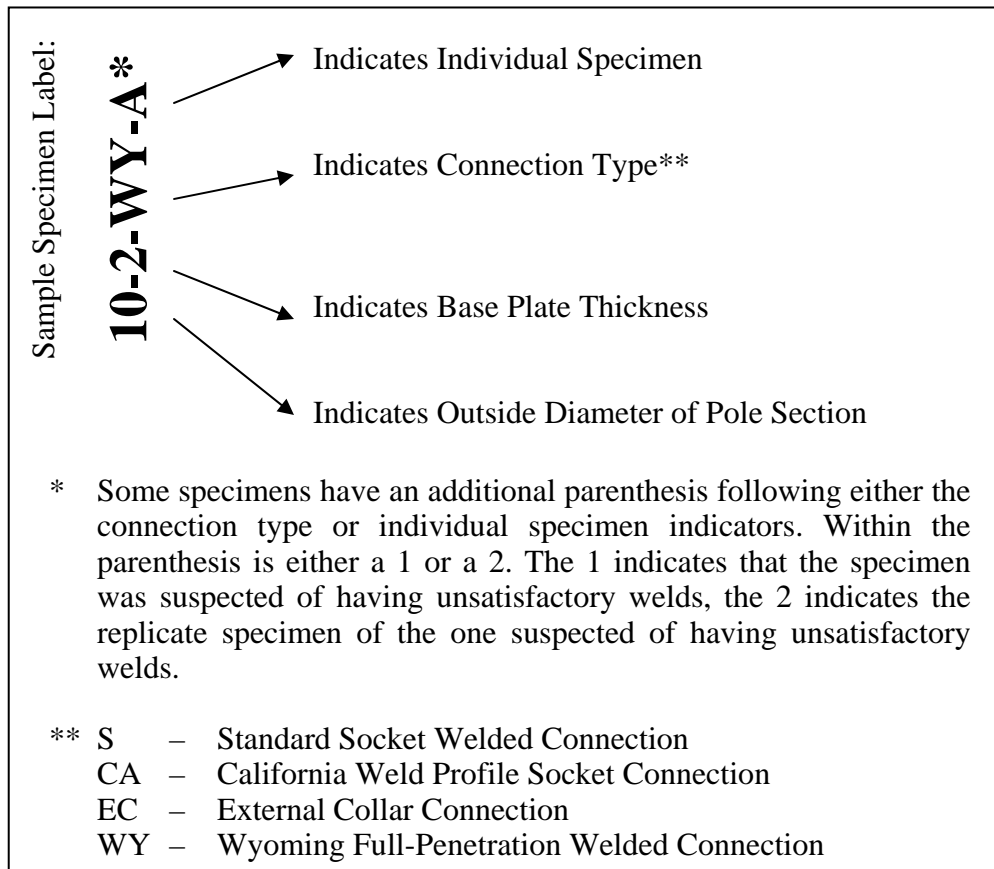 Sample Specimen Label:
10-2-WY-A*
Indicates Individual Specimen
Indicates Connection Type**
Indicates Base Plate Thickness
Indicates Outside Diameter of Pole Section
* Some specimens have an additional parenthesis following either the
connection type or individual specimen indicators. Within the
parenthesis is either a 1 or a 2. The 1 indicates that the specimen
was suspected of having unsatisfactory welds, the 2 indicates the
replicate specimen of the one suspected of having unsatisfactory
welds.
** S – Standard Socket Welded Connection
CA – California Weld Profile Socket Connection
EC – External Collar Connection
WY – Wyoming Full-Penetration Welded Connection